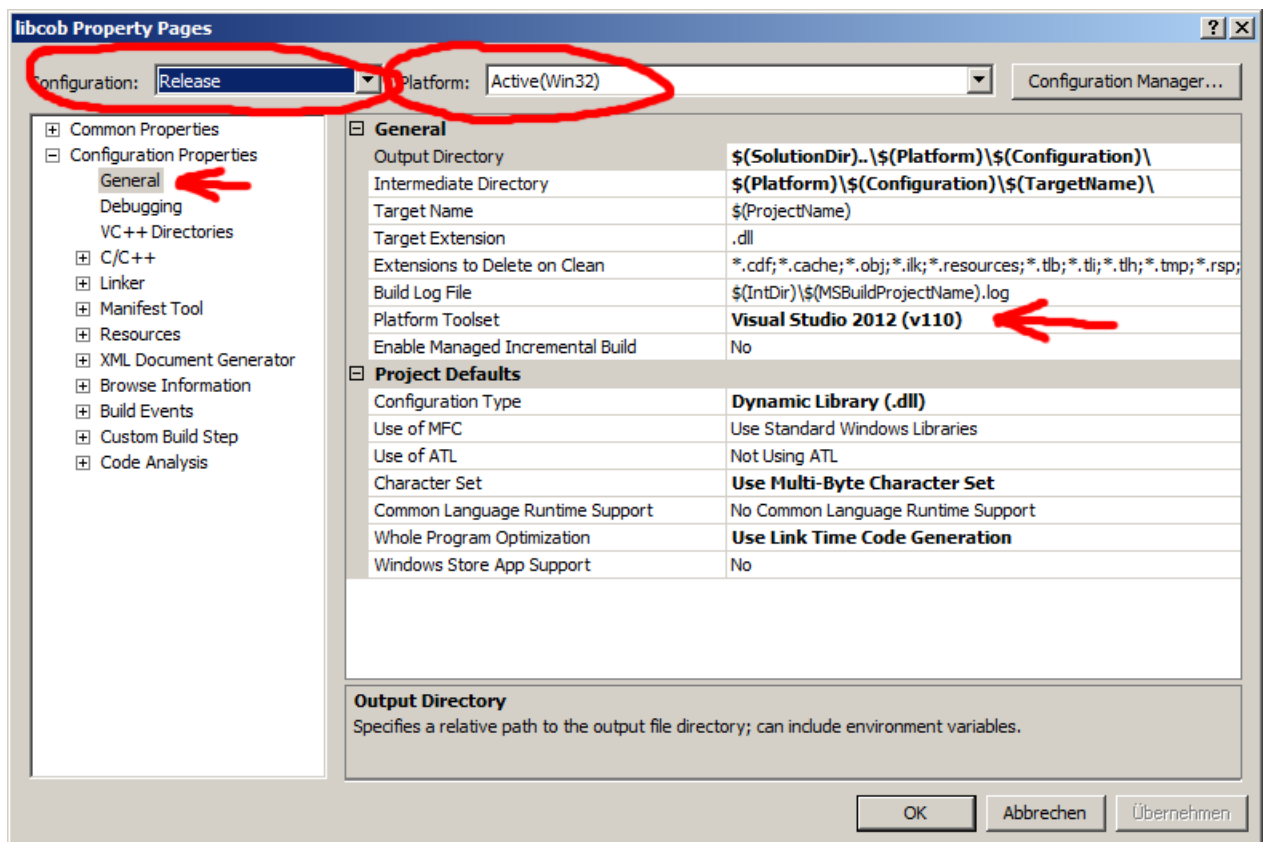 libcob Property Pages
Configuration: Release Platform: Active(Win32) Configuration Manager...
Common Properties
Configuration Properties
General
Debugging
VC++ Directories
C/C++
Linker
Manifest Tool
Resources
XML Document Generator
Browse Information
Build Events
Custom Build Step
Code Analysis
General
Output Directory $(SolutionDir)..\$(Platform)\$(Configuration)\
Intermediate Directory $(Platform)\$(Configuration)\$(TargetName)\
Target Name $(ProjectName)
Target Extension .dll
Extensions to Delete on Clean *.cdf;*.cache;*.obj;*.ilk;*.resources;*.tlb;*.tli;*.tlh;*.tmp;*.rsp;
Build Log File $(IntDir)\$(MSBuildProjectName).log
Platform Toolset Visual Studio 2012 (v110)
Enable Managed Incremental Build No
Project Defaults
Configuration Type Dynamic Library (.dll)
Use of MFC Use Standard Windows Libraries
Use of ATL Not Using ATL
Character Set Use Multi-Byte Character Set
Common Language Runtime Support No Common Language Runtime Support
Whole Program Optimization Use Link Time Code Generation
Windows Store App Support No
Output Directory
Specifies a relative path to the output file directory; can include environment variables.
OK Abbrechen Übernehmen